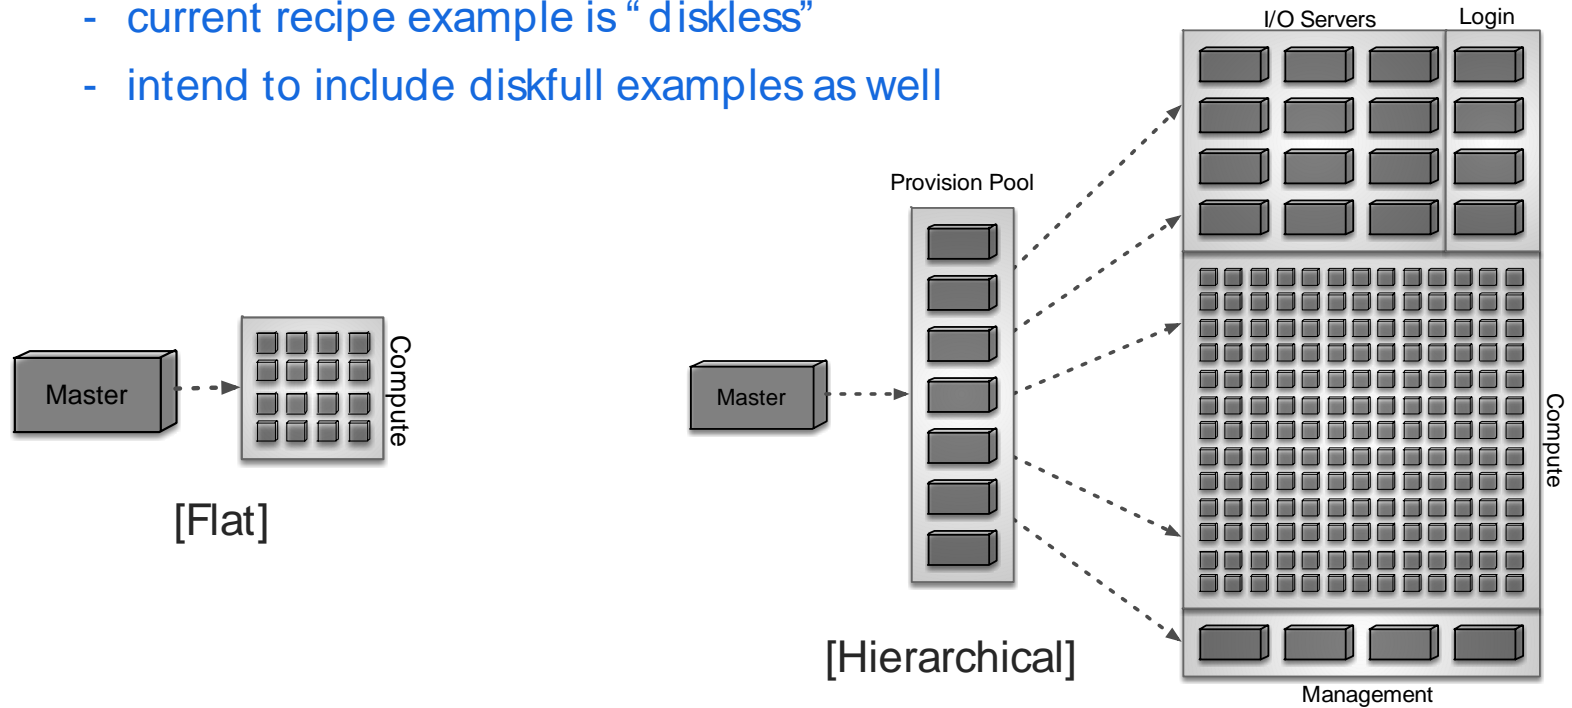 - current recipe example is “diskless”
- intend to include diskfull examples as well
I/O Servers
Login
Provision Pool
Master
Compute
Master
Compute
[Flat]
[Hierarchical]
Management